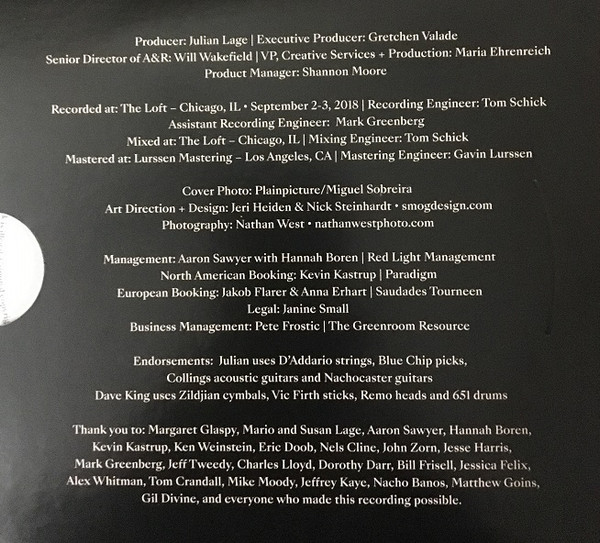 Producer: Julian Lage | Executive Producer: Gretchen Valade
Senior Director of A&R: Will Wakefield | VP, Creative Services + Production: Maria Ehrenreich
Product Manager: Shannon Moore
Recorded at: The Loft – Chicago, IL • September 2-3, 2018 | Recording Engineer: Tom Schick
Assistant Recording Engineer: Mark Greenberg
Mixed at: The Loft – Chicago, IL | Mixing Engineer: Tom Schick
Mastered at: Lurssen Mastering – Los Angeles, CA | Mastering Engineer: Gavin Lurssen
Cover Photo: Plainpicture/Miguel Sobreira
Art Direction + Design: Jeri Heiden & Nick Steinhardt • smogdesign.com
Photography: Nathan West • nathanwestphoto.com
Management: Aaron Sawyer with Hannah Boren | Red Light Management
North American Booking: Kevin Kastrup | Paradigm
European Booking: Jakob Flarer & Anna Erhart | Saudades Tourneen
Legal: Janine Small
Business Management: Pete Frostic | The Greenroom Resource
Endorsements: Julian uses D'Addario strings, Blue Chip picks,
Collings acoustic guitars and Nachocaster guitars
Dave King uses Zildjian cymbals, Vic Firth sticks, Remo heads and 651 drums
Thank you to: Margaret Glaspy, Mario and Susan Lage, Aaron Sawyer, Hannah Boren,
Kevin Kastrup, Ken Weinstein, Eric Doob, Nels Cline, John Zorn, Jesse Harris,
Mark Greenberg, Jeff Tweedy, Charles Lloyd, Dorothy Darr, Bill Frisell, Jessica Felix,
Alex Whitman, Tom Crandall, Mike Moody, Jeffrey Kaye, Nacho Banos, Matthew Goins,
Gil Divine, and everyone who made this recording possible.